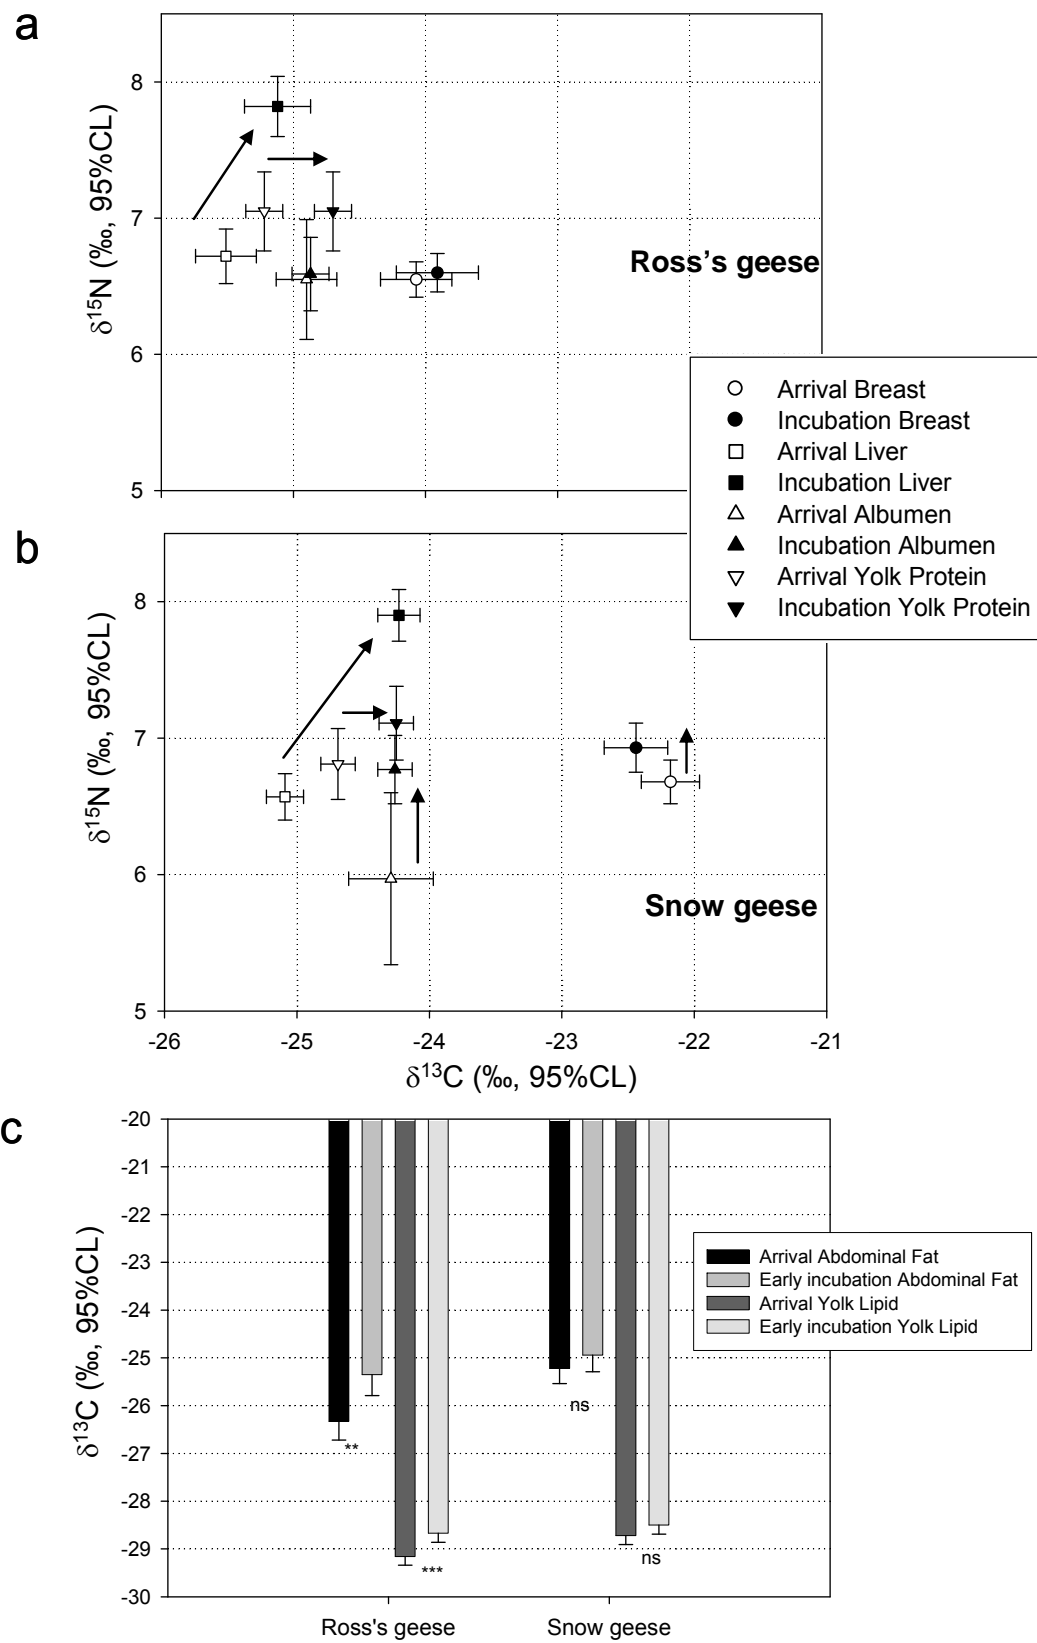 a
8
7
6
5
δ15N (‰, 95%CL)
Ross's geese
Arrival Breast
Incubation Breast
Arrival Liver
Incubation Liver
Arrival Albumen
Incubation Albumen
Arrival Yolk Protein
Incubation Yolk Protein
b
8
7
6
5
δ15N (‰, 95%CL)
Snow geese
-26 -25 -24 -23 -22 -21
δ13C (‰, 95%CL)
c
-20
-21
-22
-23
-24
-25
-26
-27
-28
-29
-30
δ13C (‰, 95%CL)
Arrival Abdominal Fat
Early incubation Abdominal Fat
Arrival Yolk Lipid
Early incubation Yolk Lipid
ns
**
ns
***
Ross's geese Snow geese